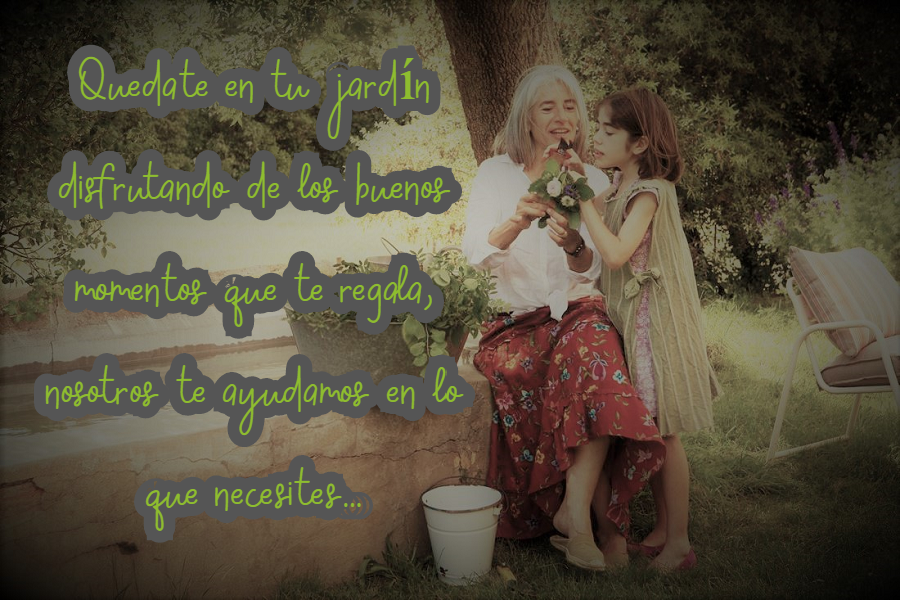 Quedate en tu jardín
disfrutando de los buenos
momentos que te regala,
nosotros te ayudamos en lo
que necesites...